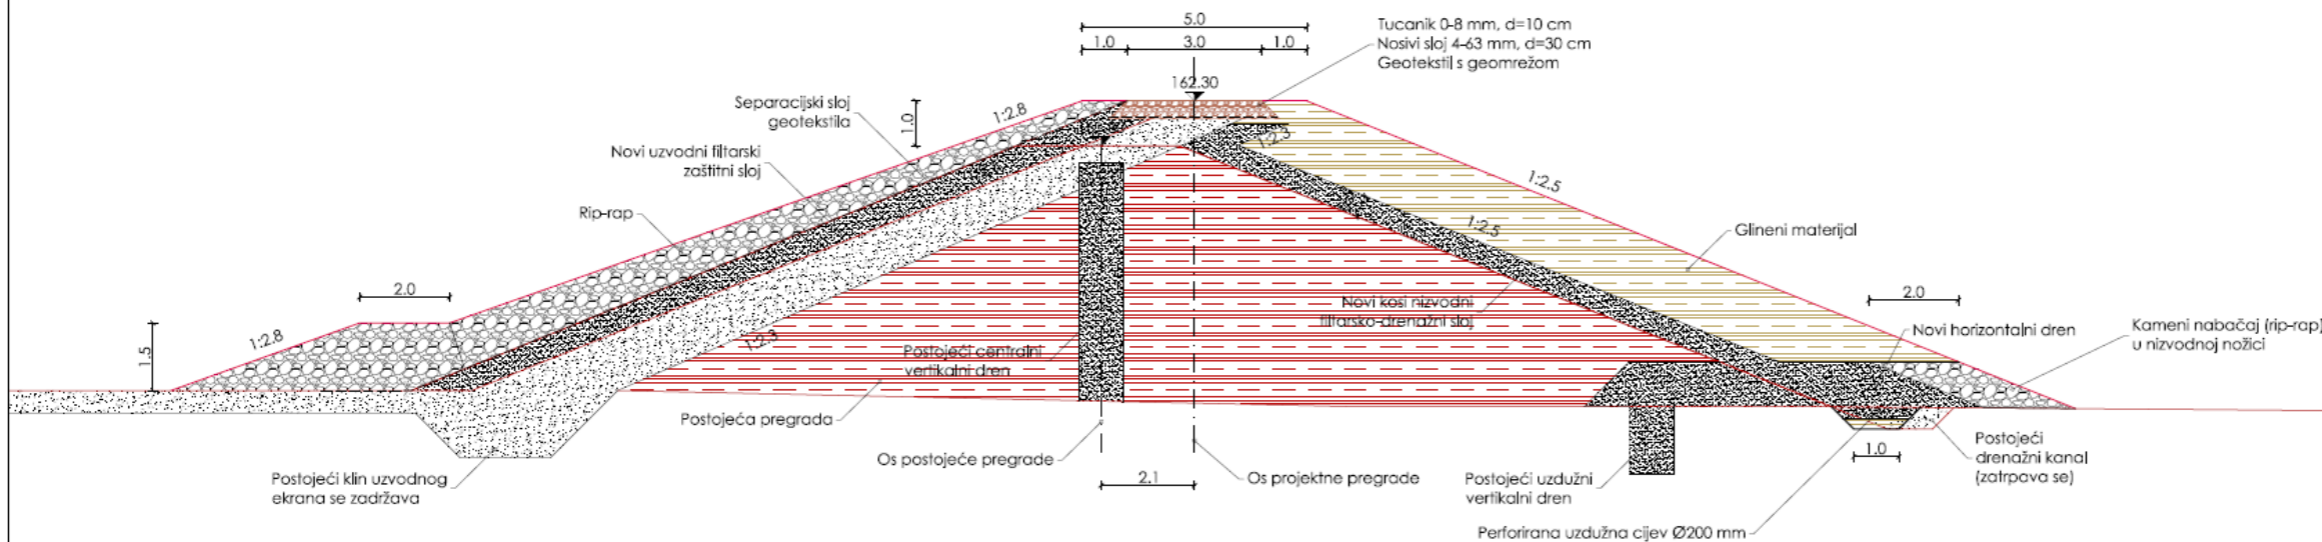 5.0
1.0 3.0 1.0
Tucanik 0-8 mm, d=10 cm
Nosivi sloj 4-63 mm, d=30 cm
Geotekstil s geomrežom
162.30
Separacijski sloj
geotekstila
1:2.8
1.0
1:2.3
Novi uzvodni filtarski
zaštitni sloj
1:2.5
Rip-rap
1:2.5
Glineni materijal
2.0
2.0
Novi kosi nizvodni
filtarsko-drenažni sloj
1:2.8
1.5
1:2.3
Postojeći centralni
vertikalni dren
Novi horizontalni dren
Kameni nabačaj (rip-rap)
u nizvodnoj nožici
Postojeća pregrada
Os postojeće pregrade
2.1
Os projektne pregrade
Postojeći klin uzvodnog
ekrana se zadržava
Postojeći uzdužni
vertikalni dren
1.0
Postojeći
drenažni kanal
(zatrpava se)
Perforirana uzdužna cijev Ø200 mm